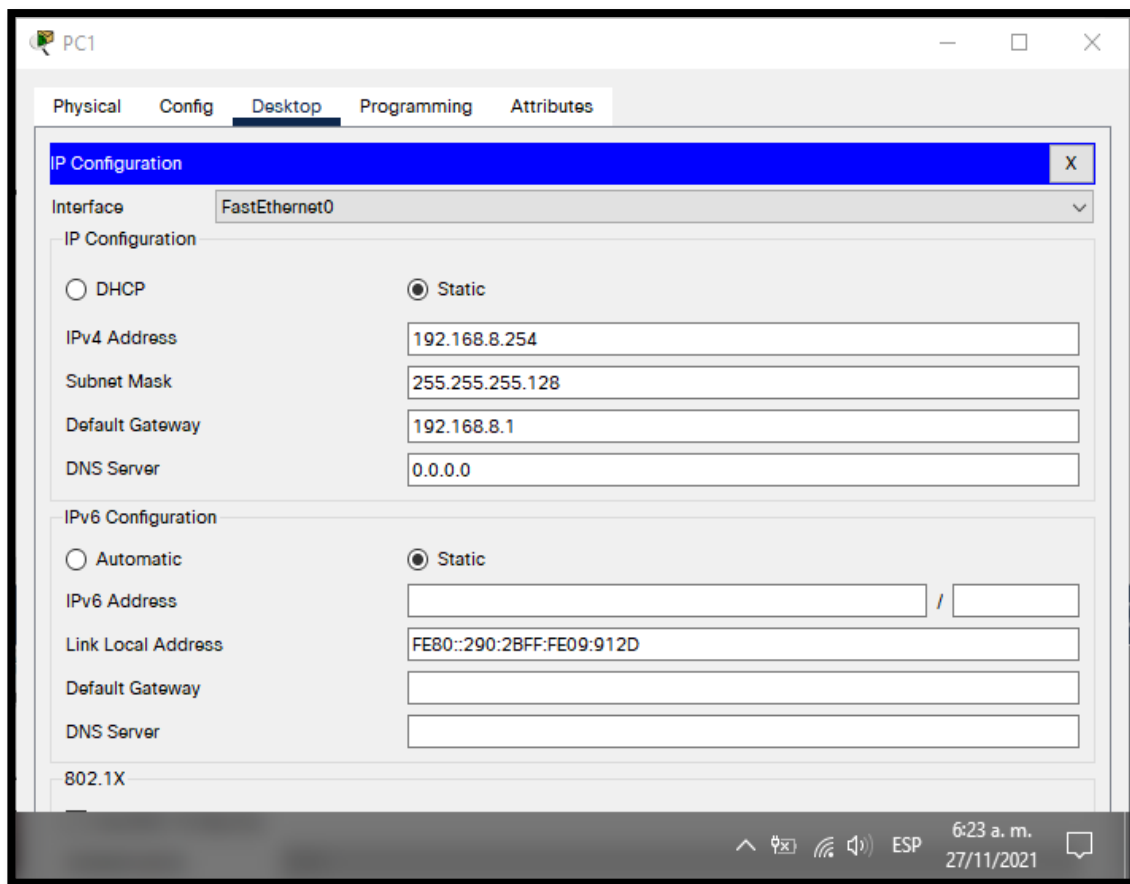 PC1
Physical Config Desktop Programming Attributes
IP Configuration X
Interface FastEthernet0
IP Configuration
DHCP Static
IPv4 Address 192.168.8.254
Subnet Mask 255.255.255.128
Default Gateway 192.168.8.1
DNS Server 0.0.0.0
IPv6 Configuration
Automatic Static
IPv6 Address /
Link Local Address FE80::290:2BFF:FE09:912D
Default Gateway
DNS Server
802.1X
ESP 6:23 a. m.
27/11/2021